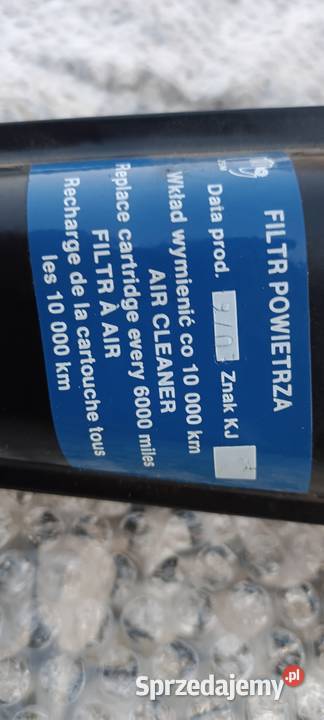 FILTR POWIETRZA
Data prod. Znak KJ
Wkład wymienić co 10 000 km
AIR CLEANER
Replace cartridge every 6000 miles
FILTR À AIR
Recharge de la cartouche tous
les 10 000 km
Sprzedajemy.pl